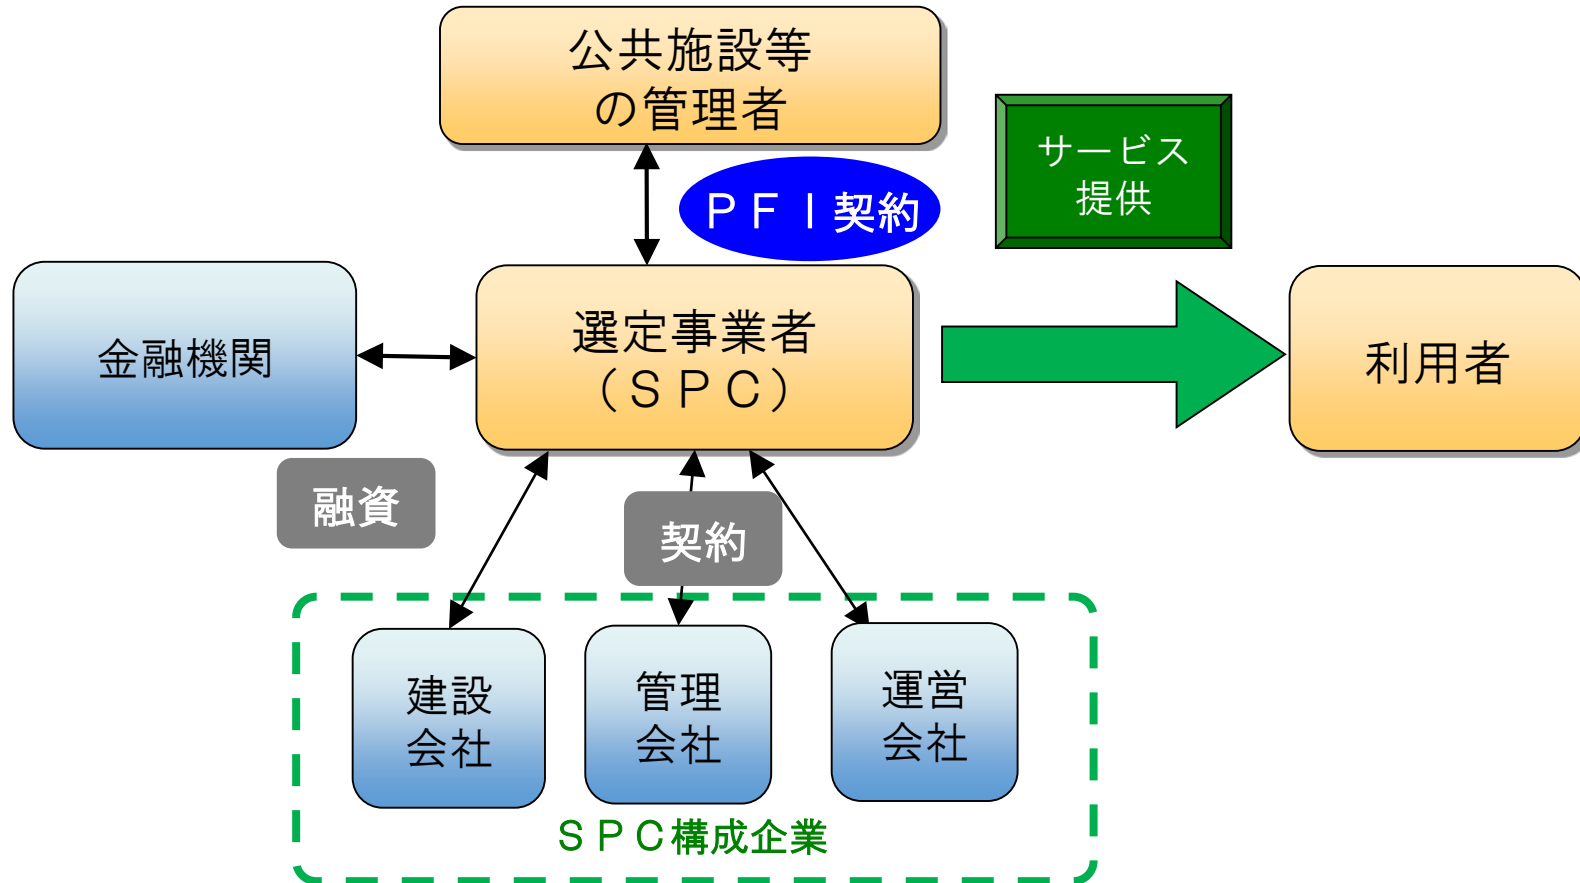 公共施設等
の管理者
サービス
提供
ＰＦＩ契約
金融機関
選定事業者
（ＳＰＣ）
利用者
融資
契約
建設
会社
管理
会社
運営
会社
ＳＰＣ構成企業